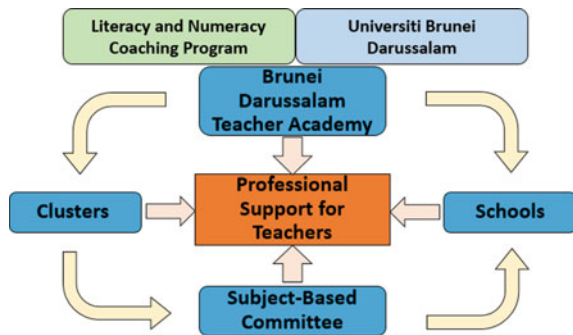 Literacy and Numeracy
Coaching Program
Universiti Brunei
Darussalam
Brunei
Darussalam
Teacher Academy
Clusters
Professional
Support for
Teachers
Schools
Subject-Based
Committee